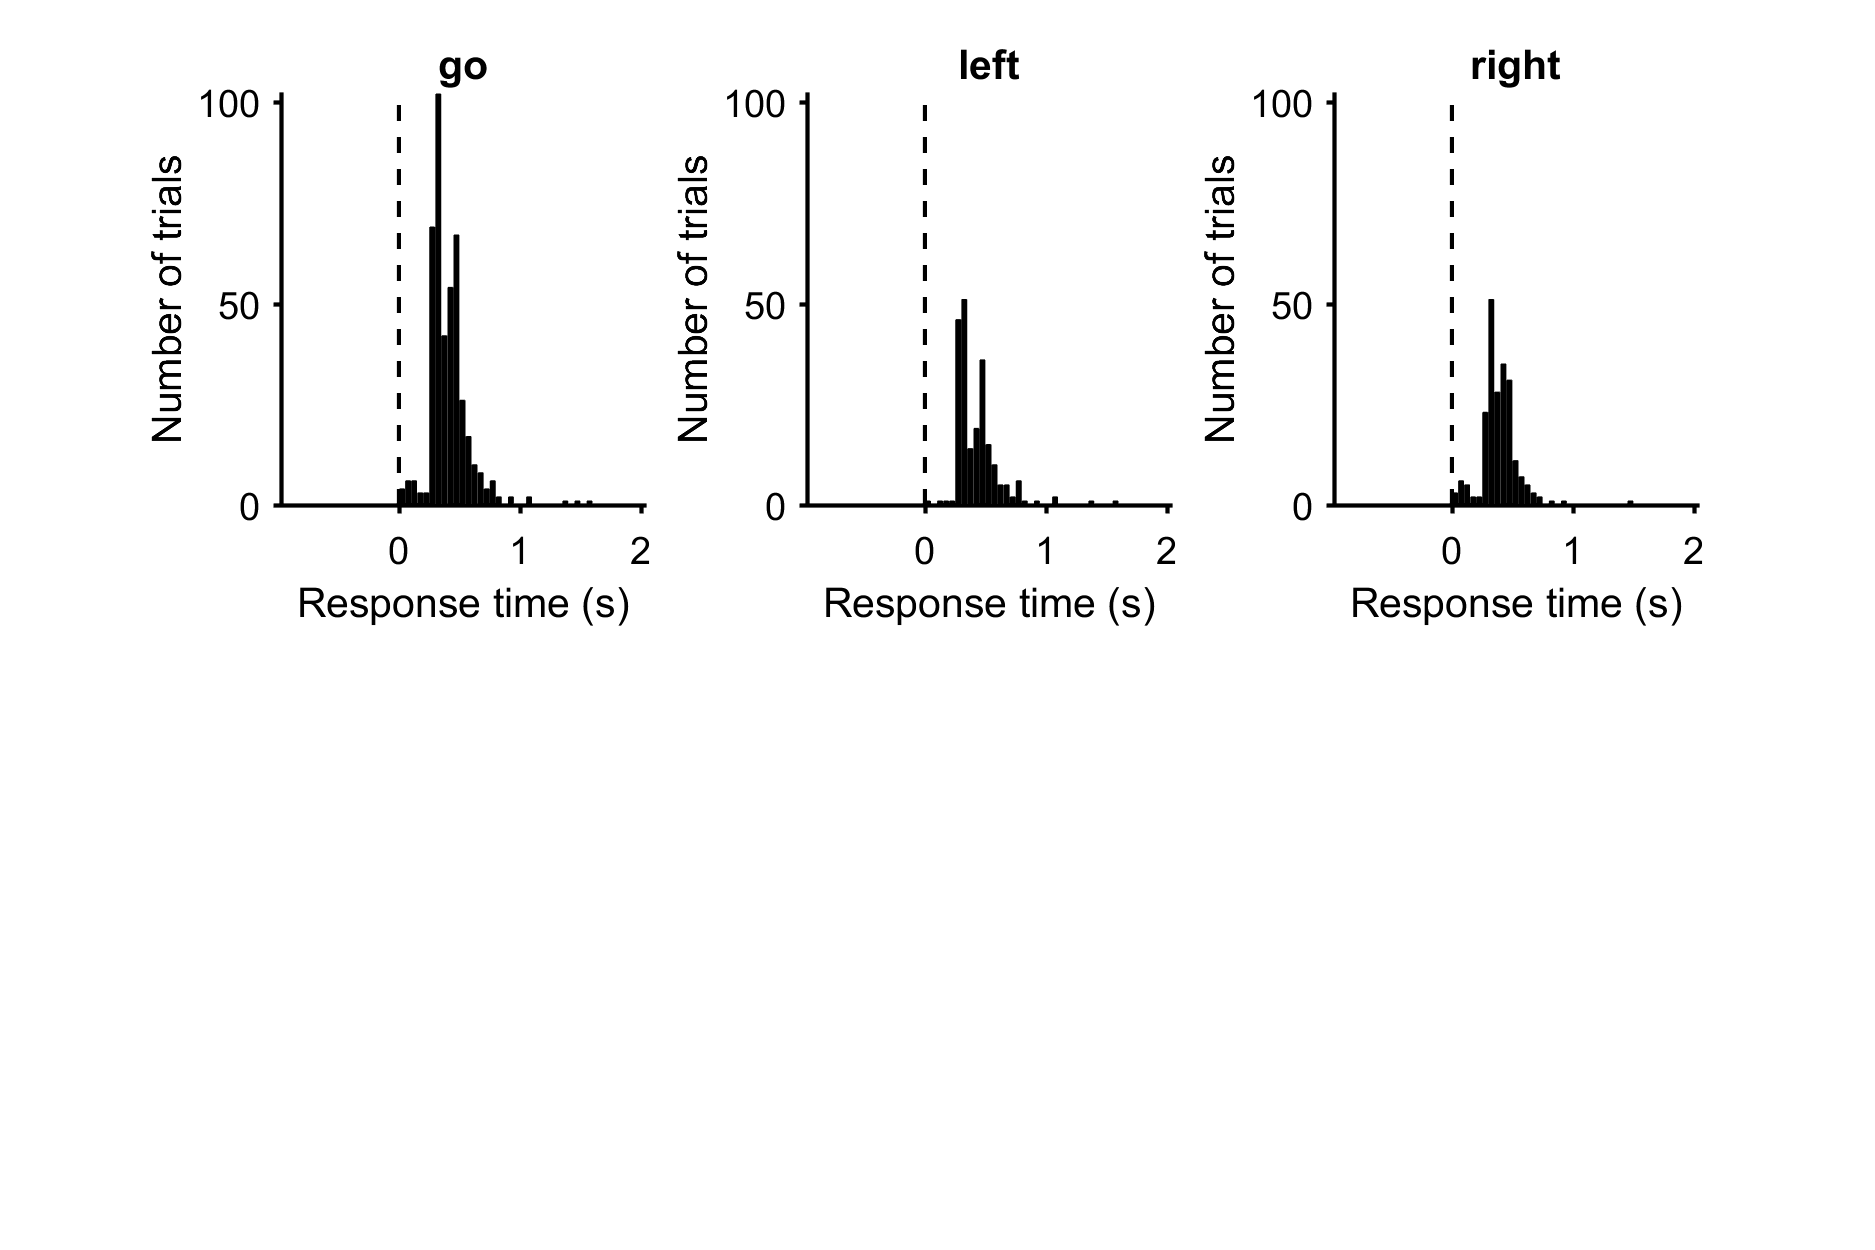 go
100
50
0
Number of trials
0 1 2
Response time (s)
left
100
50
0
Number of trials
0 1 2
Response time (s)
right
100
50
0
Number of trials
0 1 2
Response time (s)